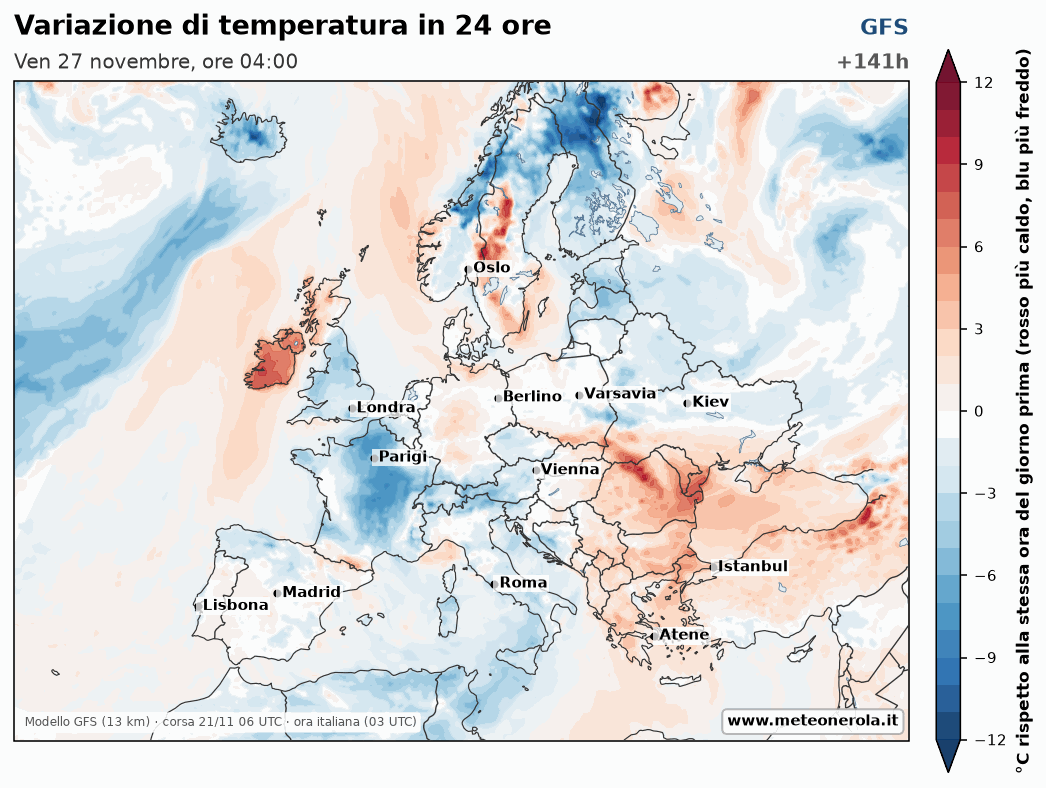 Variazione di temperatura in 24 ore
GFS
Ven 27 novembre, ore 04:00
+141h
Oslo
Londra
Berlino
Varsavia
Kiev
Parigi
Vienna
Istanbul
Roma
Madrid
Lisbona
Atene
Modello GFS (13 km) · corsa 21/11 06 UTC · ora italiana (03 UTC)
www.meteonerola.it
12
9
6
3
0
−3
−6
−9
−12
°C rispetto alla stessa ora del giorno prima (rosso più caldo, blu più freddo)